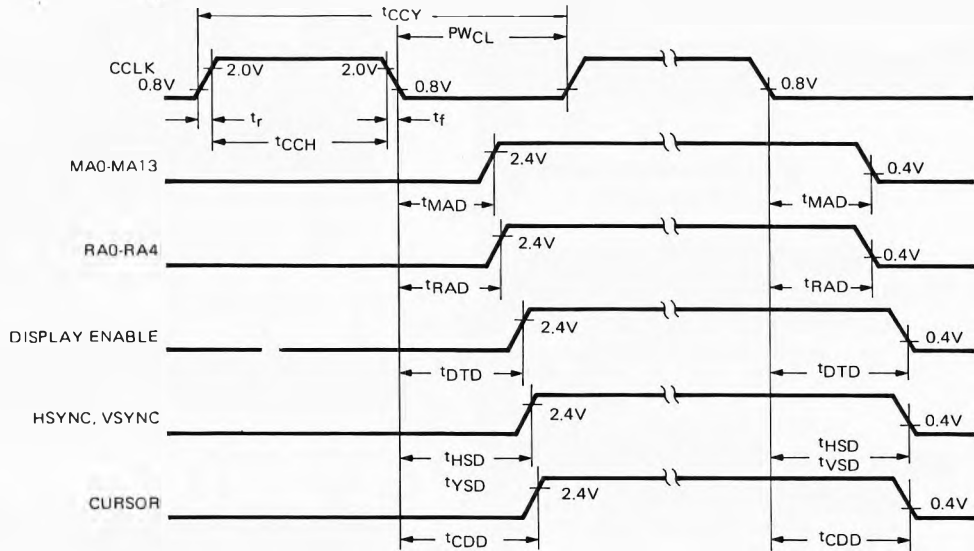 tCCY
PWCL
CCLK
0.8V
2.0V
2.0V
0.8V
0.8V
tr
tf
tCCH
MA0-MA13
2.4V
0.4V
tMAD
tMAD
RA0-RA4
2.4V
0.4V
tRAD
tRAD
DISPLAY ENABLE
2.4V
0.4V
tDTD
tDTD
HSYNC, VSYNC
2.4V
0.4V
tHSD
tHSD
tYSD
tVSD
CURSOR
2.4V
0.4V
tCDD
tCDD